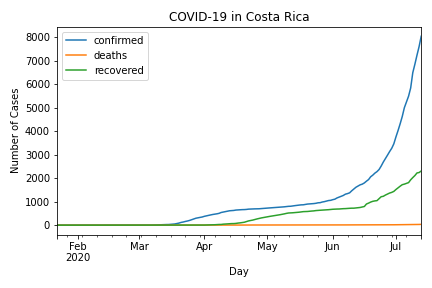 COVID-19 in Costa Rica
confirmed
deaths
recovered
Number of Cases
8000
7000
6000
5000
4000
3000
2000
1000
0
Feb
2020
Mar
Apr
May
Jun
Jul
Day